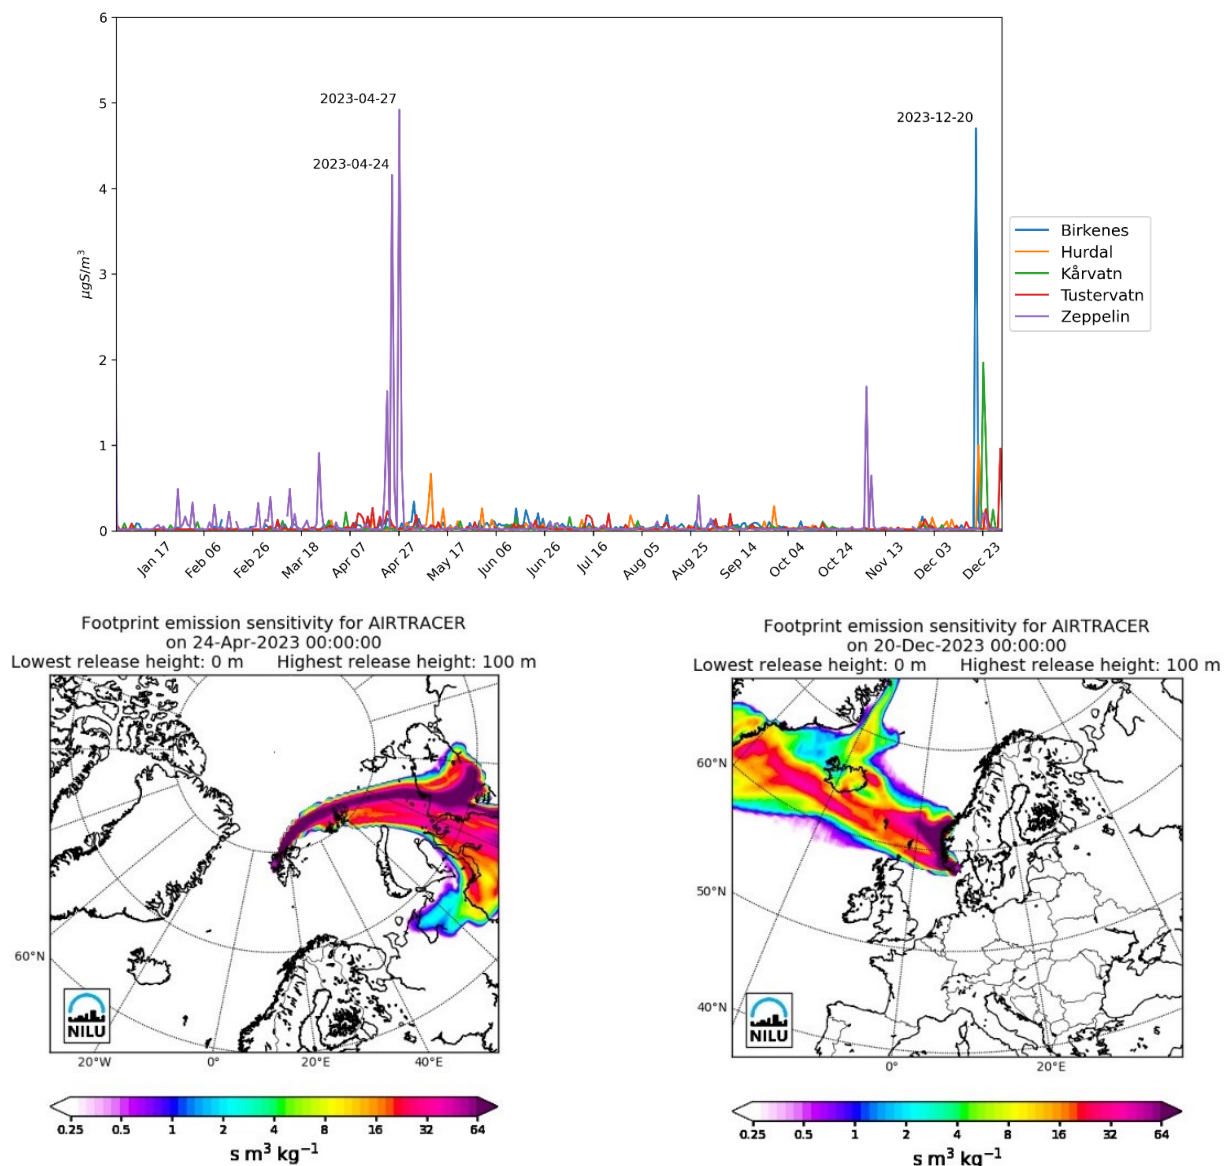 6
5
4
3
2
1
0
μgS/m³
2023-04-27
2023-04-24
2023-12-20
Birkenes
Hurdal
Kårvatn
Tustervatn
Zeppelin
Jan 17
Feb 06
Feb 26
Mar 18
Apr 07
Apr 27
May 17
Jun 06
Jun 26
Jul 16
Aug 05
Aug 25
Sep 14
Oct 04
Oct 24
Nov 13
Dec 03
Dec 23
Footprint emission sensitivity for AIRTRACER
on 24-Apr-2023 00:00:00
Lowest release height: 0 m Highest release height: 100 m
60°N
NILU
20°W 0° 20°E 40°E
0.25 0.5 1 2 4 8 16 32 64
s m³ kg⁻¹
Footprint emission sensitivity for AIRTRACER
on 20-Dec-2023 00:00:00
Lowest release height: 0 m Highest release height: 100 m
60°N
50°N
40°N
NILU
0° 20°E
0.25 0.5 1 2 4 8 16 32 64
s m³ kg⁻¹